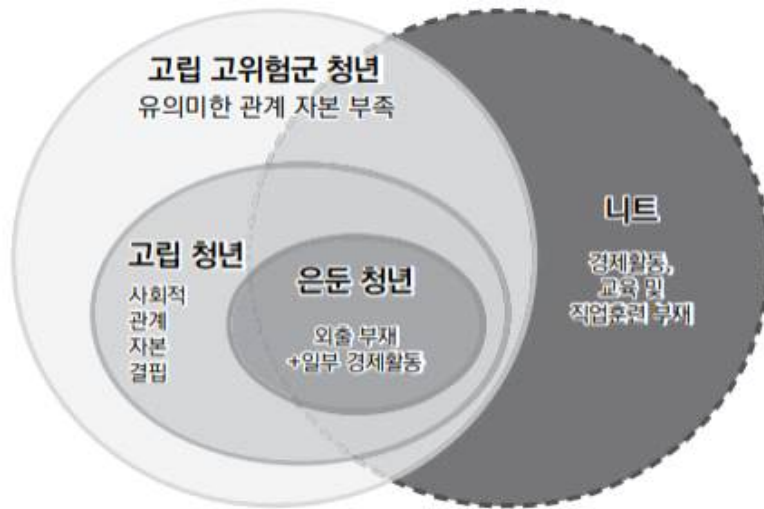 고립 고위험군 청년
유의미한 관계 자본 부족
고립 청년
사회적
관계
자본
결핍
은둔 청년
외출 부재
+일부 경제활동
니트
경제활동,
교육 및
직업훈련 부재